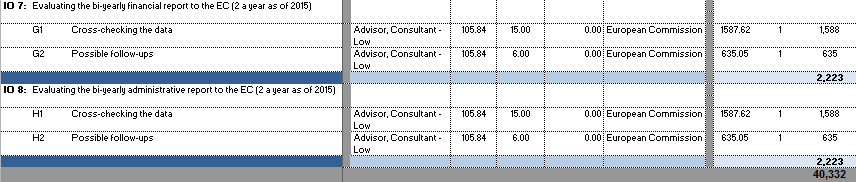 IO 7: Evaluating the bi-yearly financial report to the EC (2 a year as of 2015)
G1 Cross-checking the data Advisor, Consultant - Low 105.84 15.00 0.00 European Commission 1587.62 1 1,588
G2 Possible follow-ups Advisor, Consultant - Low 105.84 6.00 0.00 European Commission 635.05 1 635
2,223
IO 8: Evaluating the bi-yearly administrative report to the EC (2 a year as of 2015)
H1 Cross-checking the data Advisor, Consultant - Low 105.84 15.00 0.00 European Commission 1587.62 1 1,588
H2 Possible follow-ups Advisor, Consultant - Low 105.84 6.00 0.00 European Commission 635.05 1 635
2,223
40,332